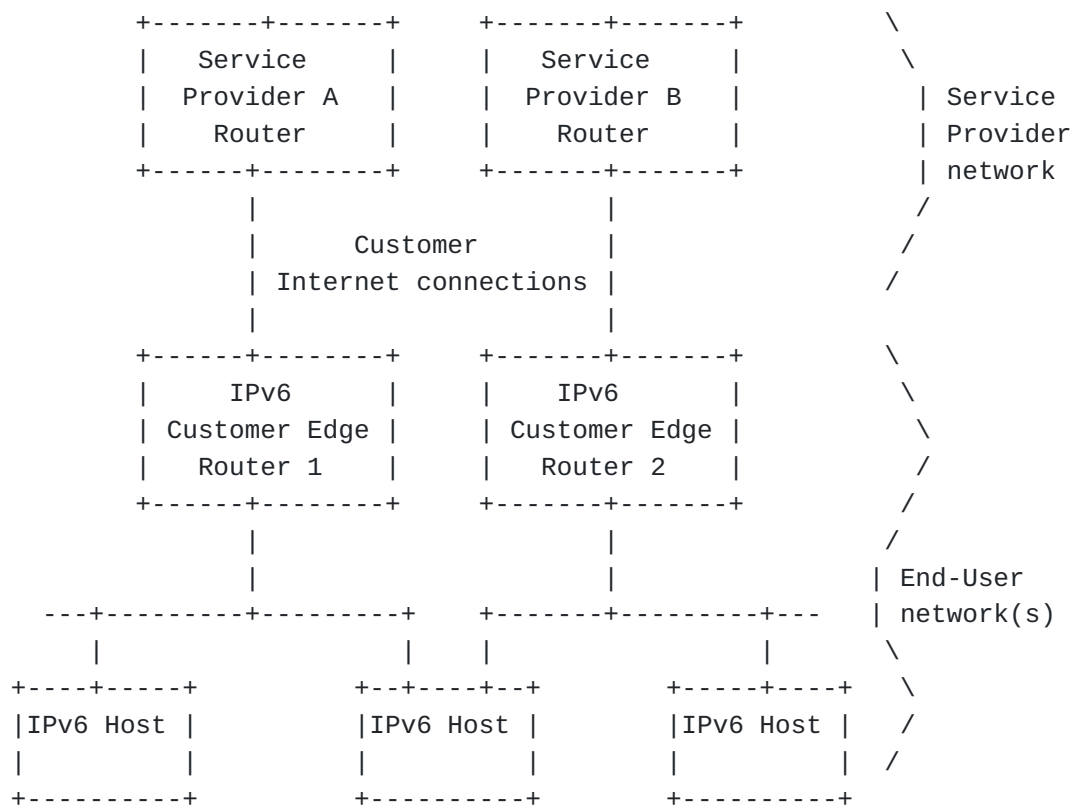 Service Service
Provider A Provider B Service
Router Router Provider
network
Customer
Internet connections
IPv6 IPv6
Customer Edge Customer Edge
Router 1 Router 2
End-User
network(s)
IPv6 Host IPv6 Host IPv6 Host